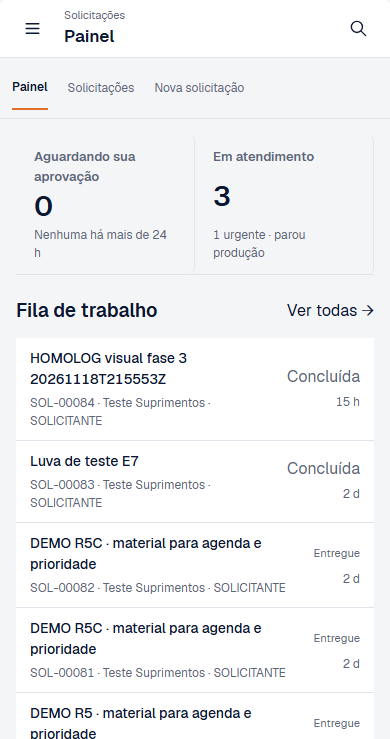 Solicitações
Painel
Painel Solicitações Nova solicitação
Aguardando sua
aprovação
0
Nenhuma há mais de 24
h
Em atendimento
3
1 urgente · parou
produção
Fila de trabalho
Ver todas →
HOMOLOG visual fase 3
20261118T215553Z
SOL-00084 · Teste Suprimentos ·
SOLICITANTE
Concluída
15 h
Luva de teste E7
SOL-00083 · Teste Suprimentos ·
SOLICITANTE
Concluída
2 d
DEMO R5C · material para agenda e
prioridade
SOL-00082 · Teste Suprimentos · SOLICITANTE
Entregue
2 d
DEMO R5C · material para agenda e
prioridade
SOL-00081 · Teste Suprimentos · SOLICITANTE
Entregue
2 d
DEMO R5 · material para agenda e
prioridade
Entregue